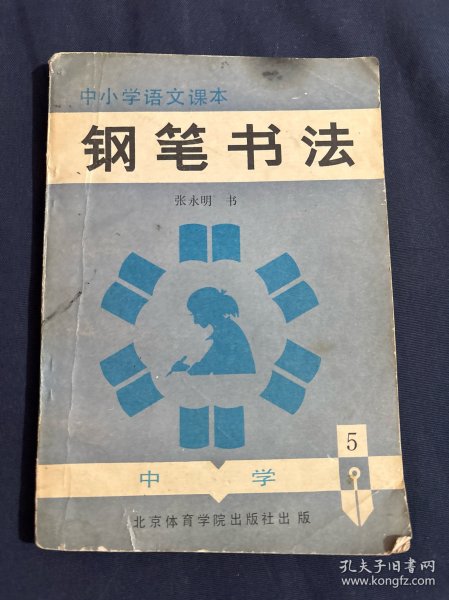 中小学语文课本
钢笔书法
张永明 书
5
中 学
北京体育学院出版社出版
孔夫子旧书网
www.kongfz.com